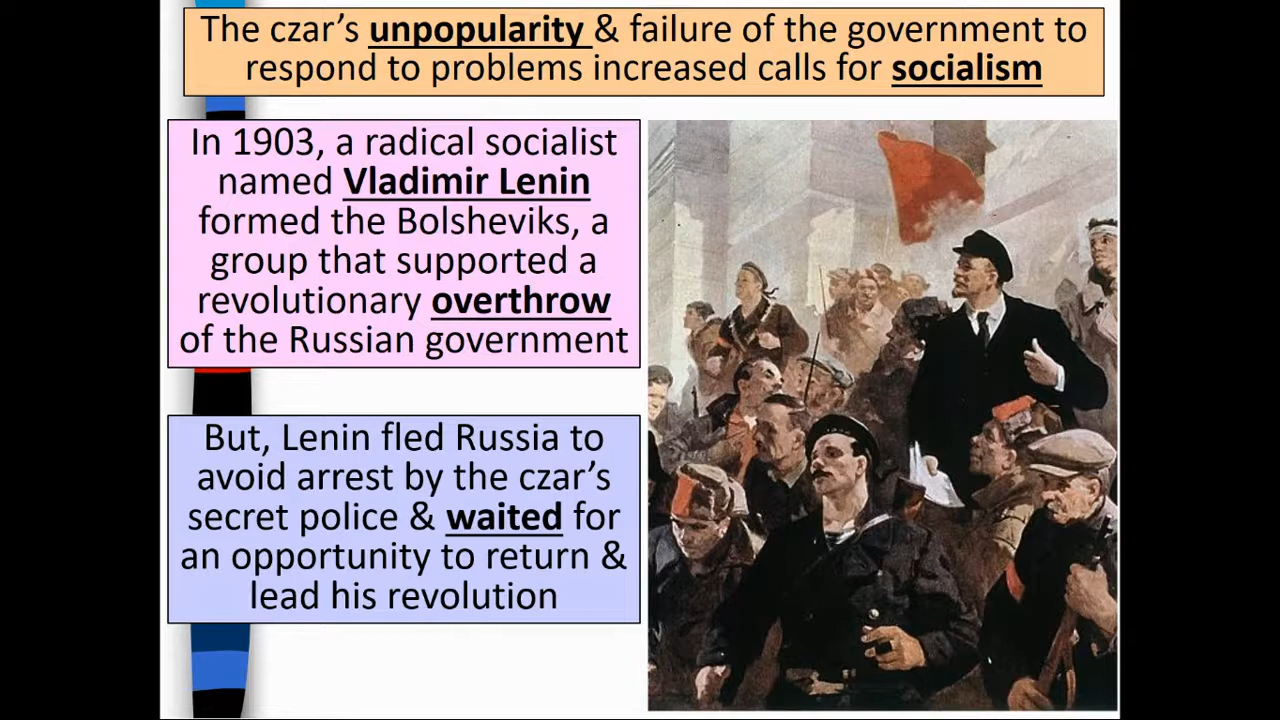 The czar’s unpopularity & failure of the government to
respond to problems increased calls for socialism
In 1903, a radical socialist
named Vladimir Lenin
formed the Bolsheviks, a
group that supported a
revolutionary overthrow
of the Russian government
But, Lenin fled Russia to
avoid arrest by the czar’s
secret police & waited for
an opportunity to return &
lead his revolution